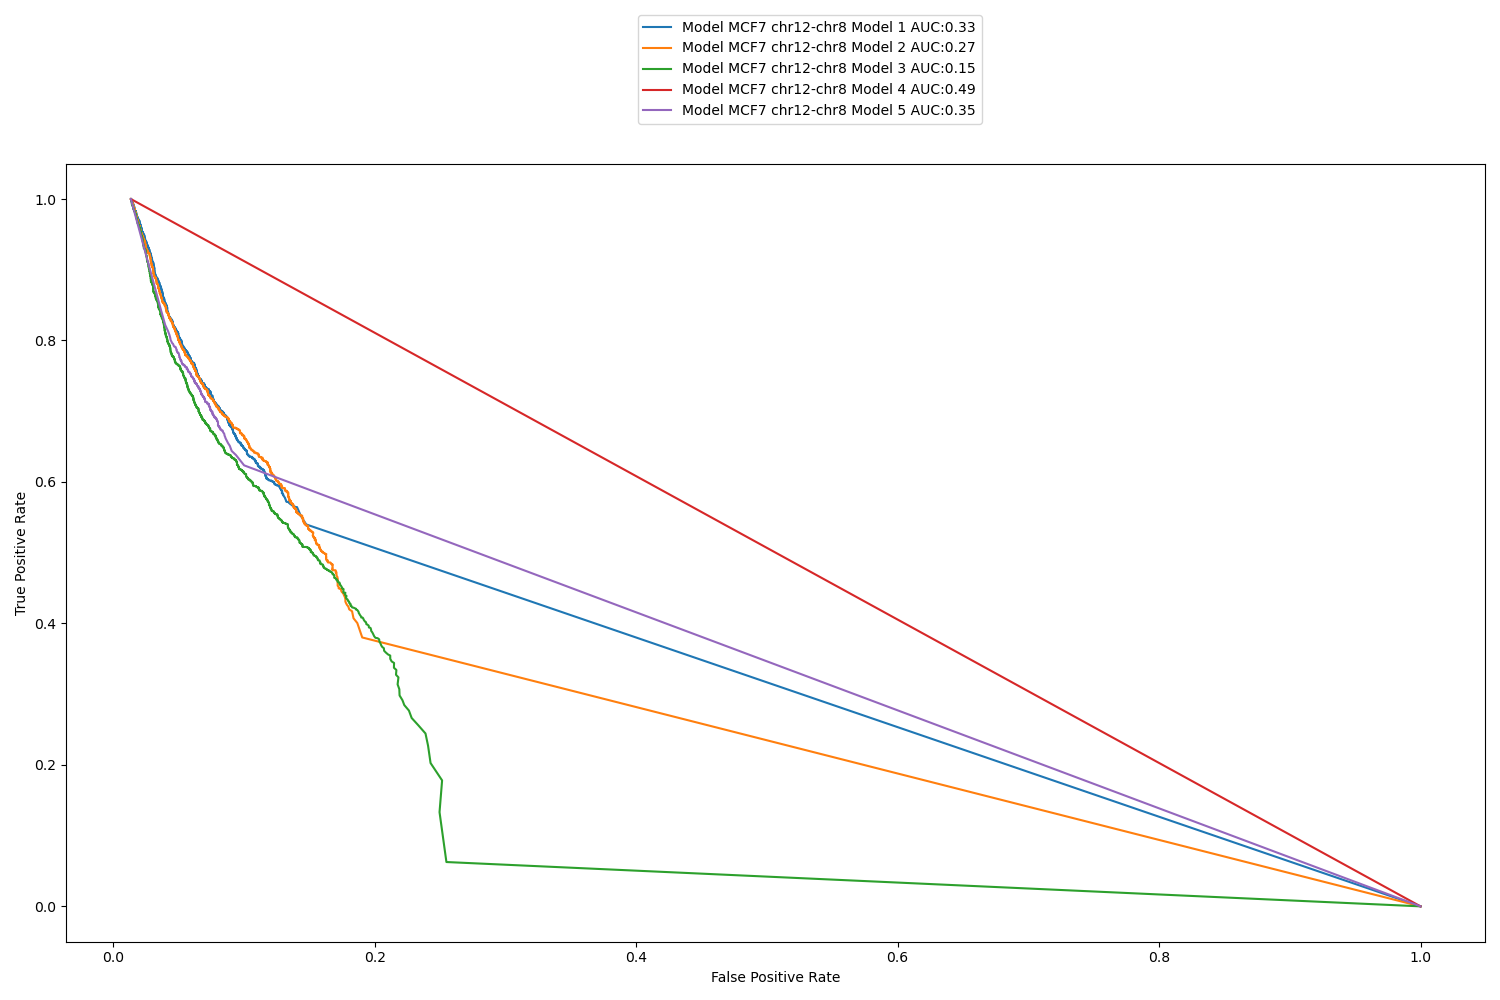 Model MCF7 chr12-chr8 Model 1 AUC:0.33
Model MCF7 chr12-chr8 Model 2 AUC:0.27
Model MCF7 chr12-chr8 Model 3 AUC:0.15
Model MCF7 chr12-chr8 Model 4 AUC:0.49
Model MCF7 chr12-chr8 Model 5 AUC:0.35
1.0
0.8
0.6
0.4
0.2
0.0
True Positive Rate
0.0 0.2 0.4 0.6 0.8 1.0
False Positive Rate